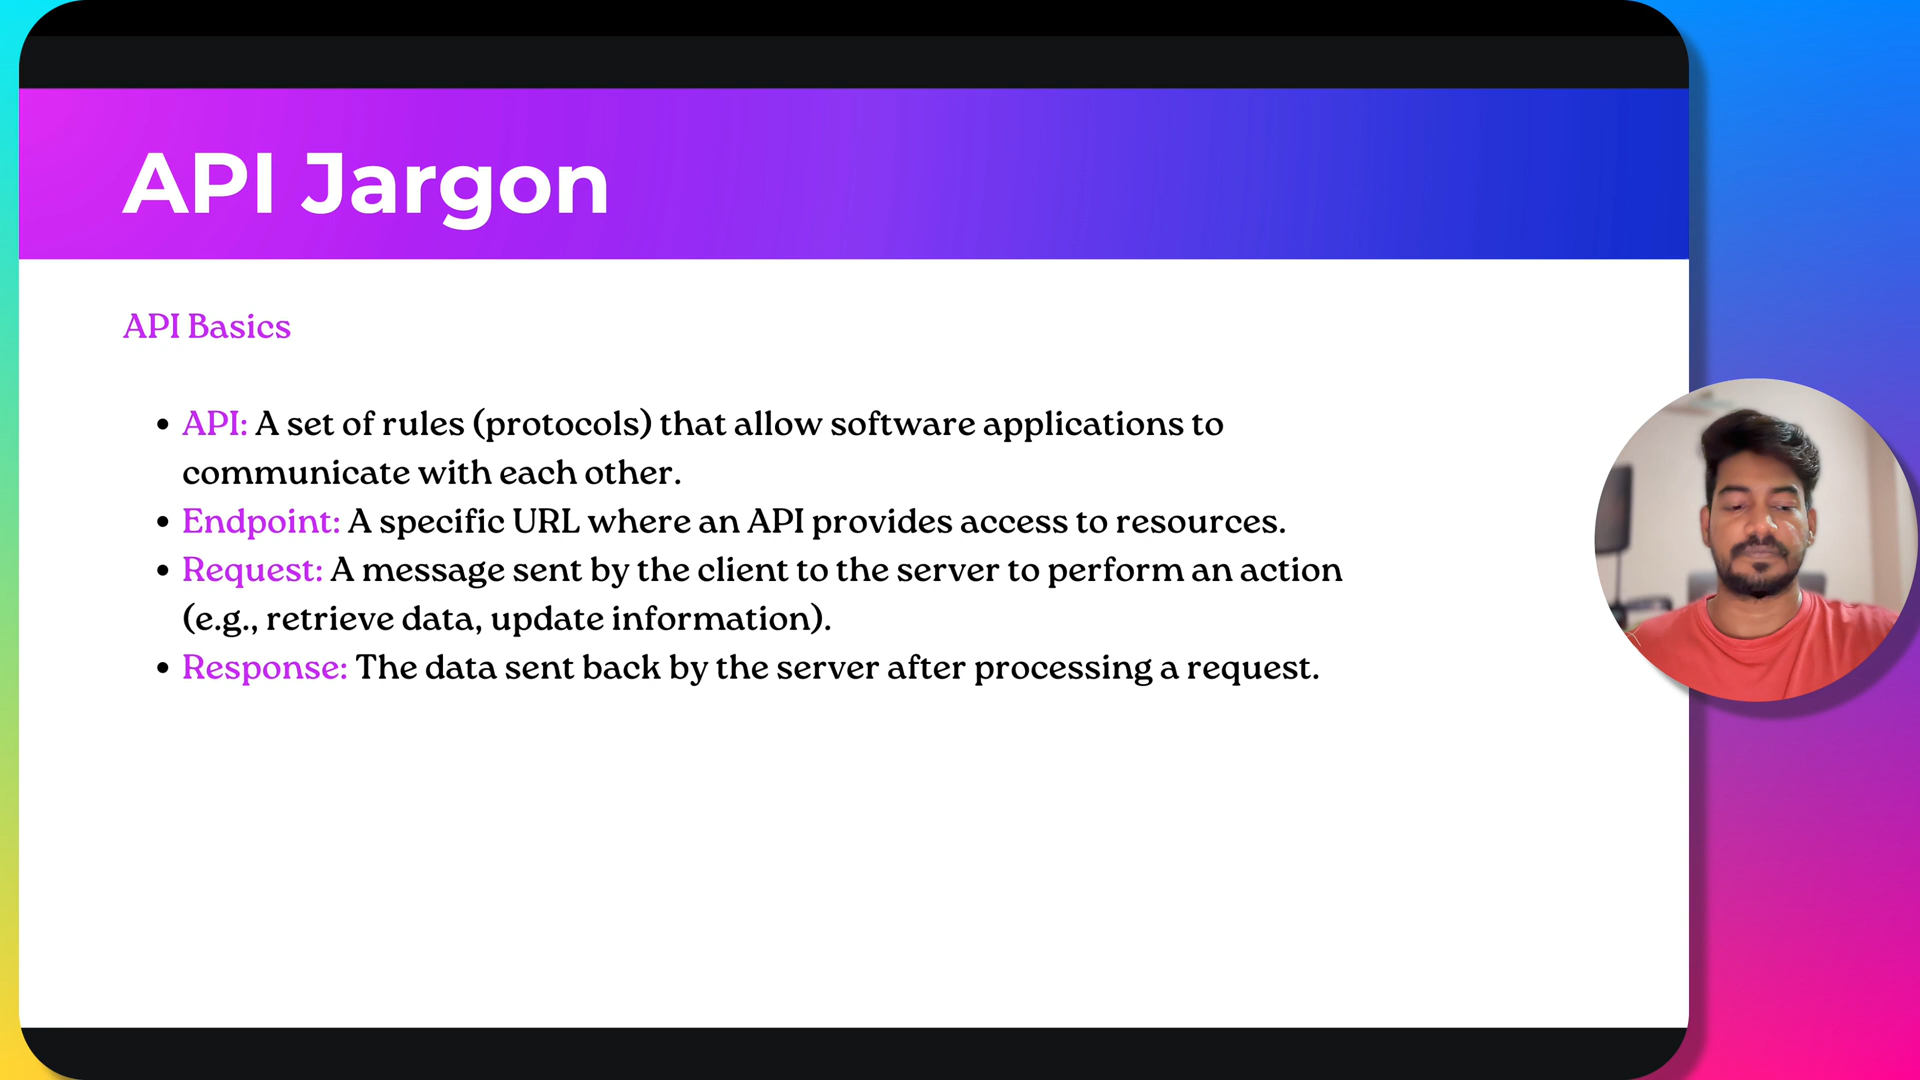 API Jargon
API Basics
• API: A set of rules (protocols) that allow software applications to
communicate with each other.
• Endpoint: A specific URL where an API provides access to resources.
• Request: A message sent by the client to the server to perform an action
(e.g., retrieve data, update information).
• Response: The data sent back by the server after processing a request.